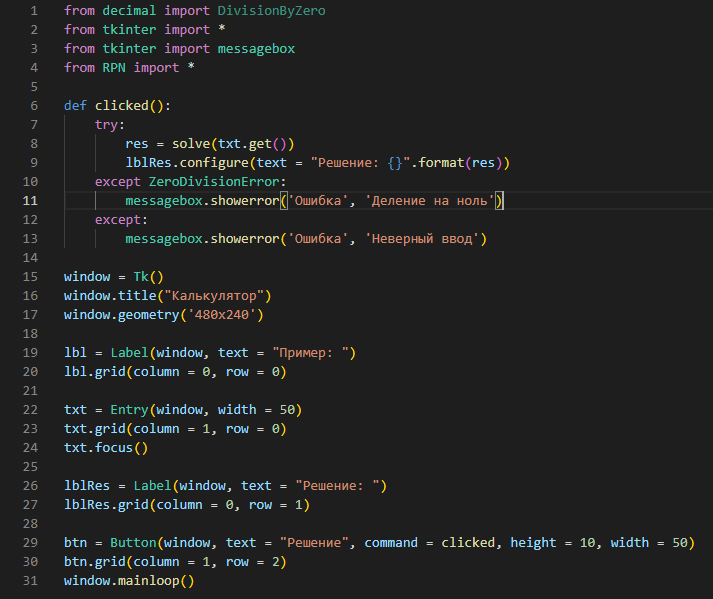 1 from decimal import DivisionByZero
2 from tkinter import *
3 from tkinter import messagebox
4 from RPN import *
5
6 def clicked():
7     try:
8         res = solve(txt.get())
9         lblRes.configure(text = "Решение: {}".format(res))
10     except ZeroDivisionError:
11         messagebox.showerror('Ошибка', 'Деление на ноль')
12     except:
13         messagebox.showerror('Ошибка', 'Неверный ввод')
14
15 window = Tk()
16 window.title("Калькулятор")
17 window.geometry('480x240')
18
19 lbl = Label(window, text = "Пример: ")
20 lbl.grid(column = 0, row = 0)
21
22 txt = Entry(window, width = 50)
23 txt.grid(column = 1, row = 0)
24 txt.focus()
25
26 lblRes = Label(window, text = "Решение: ")
27 lblRes.grid(column = 0, row = 1)
28
29 btn = Button(window, text = "Решение", command = clicked, height = 10, width = 50)
30 btn.grid(column = 1, row = 2)
31 window.mainloop()